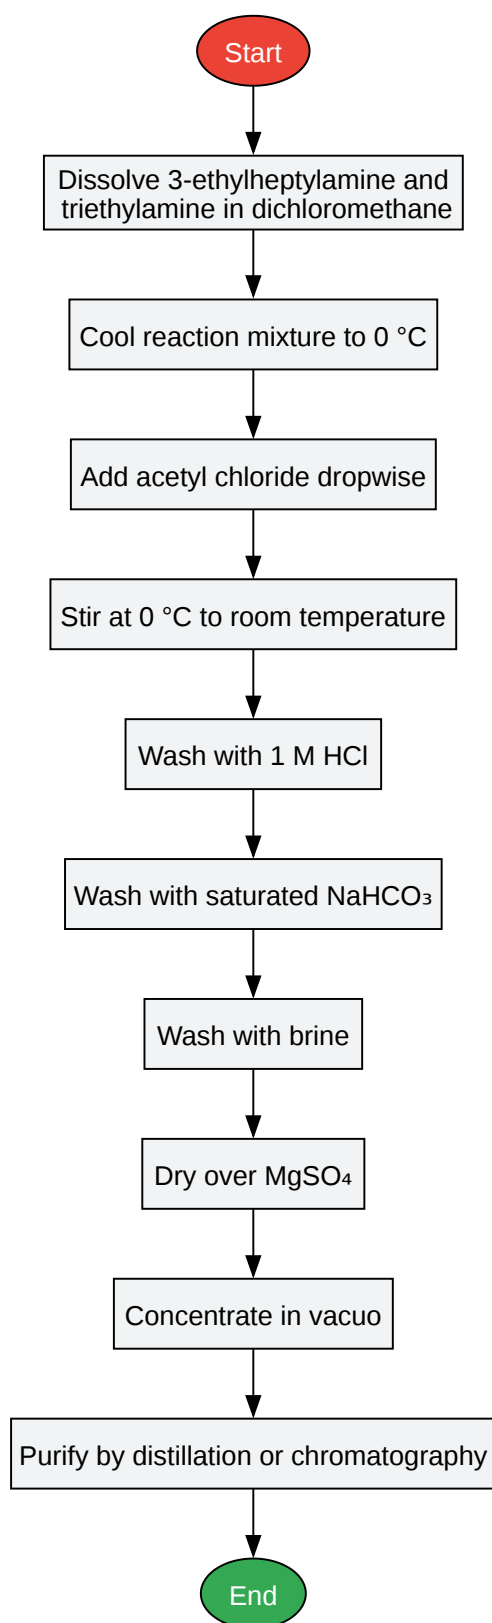 Start
Dissolve 3-ethylheptylamine and
triethylamine in dichloromethane
Cool reaction mixture to 0 °C
Add acetyl chloride dropwise
Stir at 0 °C to room temperature
Wash with 1 M HCl
Wash with saturated NaHCO₃
Wash with brine
Dry over MgSO₄
Concentrate in vacuo
Purify by distillation or chromatography
End